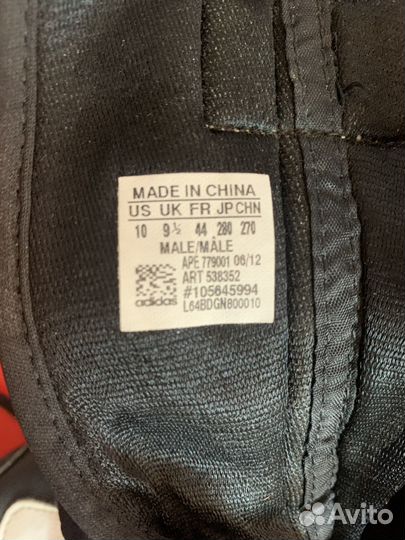 MADE IN CHINA
US UK FR JP CHN
10 9½ 44 280 270
MALE/MÂLE
APE 779001 06/12
ART 538352
#105645994
L64BDGN800010
adidas
Avito